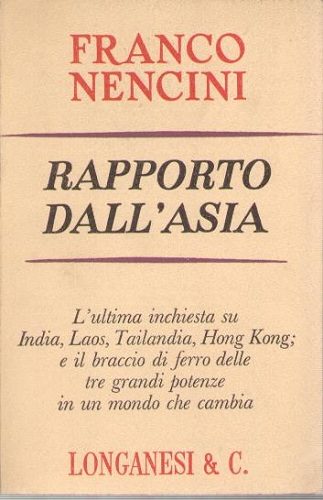 FRANCO
NENCINI
RAPPORTO
DALL'ASIA
L'ultima inchiesta su
India, Laos, Tailandia, Hong Kong;
e il braccio di ferro delle
tre grandi potenze
in un mondo che cambia
LONGANESI & C.